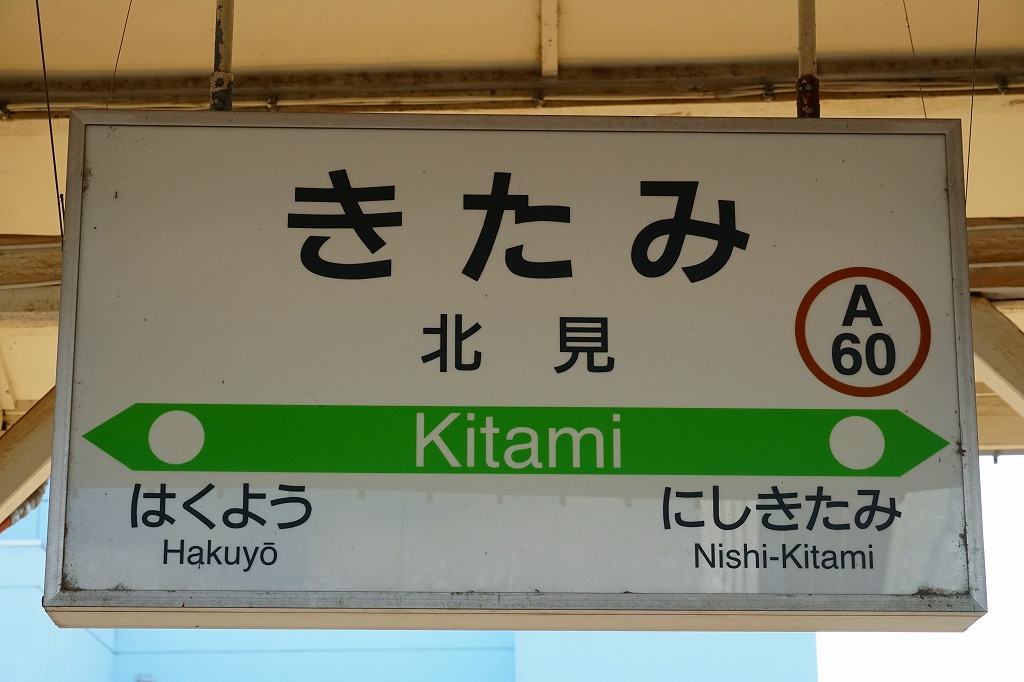 きたみ
北見
A
60
Kitami
はくよう
Hakuyō
にしきたみ
Nishi-Kitami